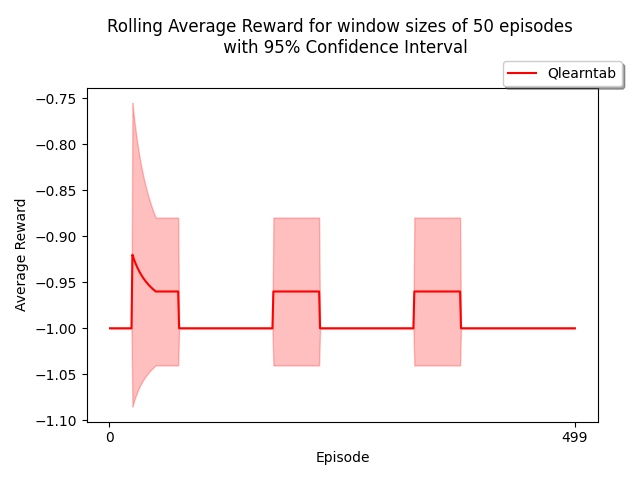 Rolling Average Reward for window sizes of 50 episodes
with 95% Confidence Interval
Qlearntab
−0.75
−0.80
−0.85
−0.90
−0.95
−1.00
−1.05
−1.10
Average Reward
0
499
Episode